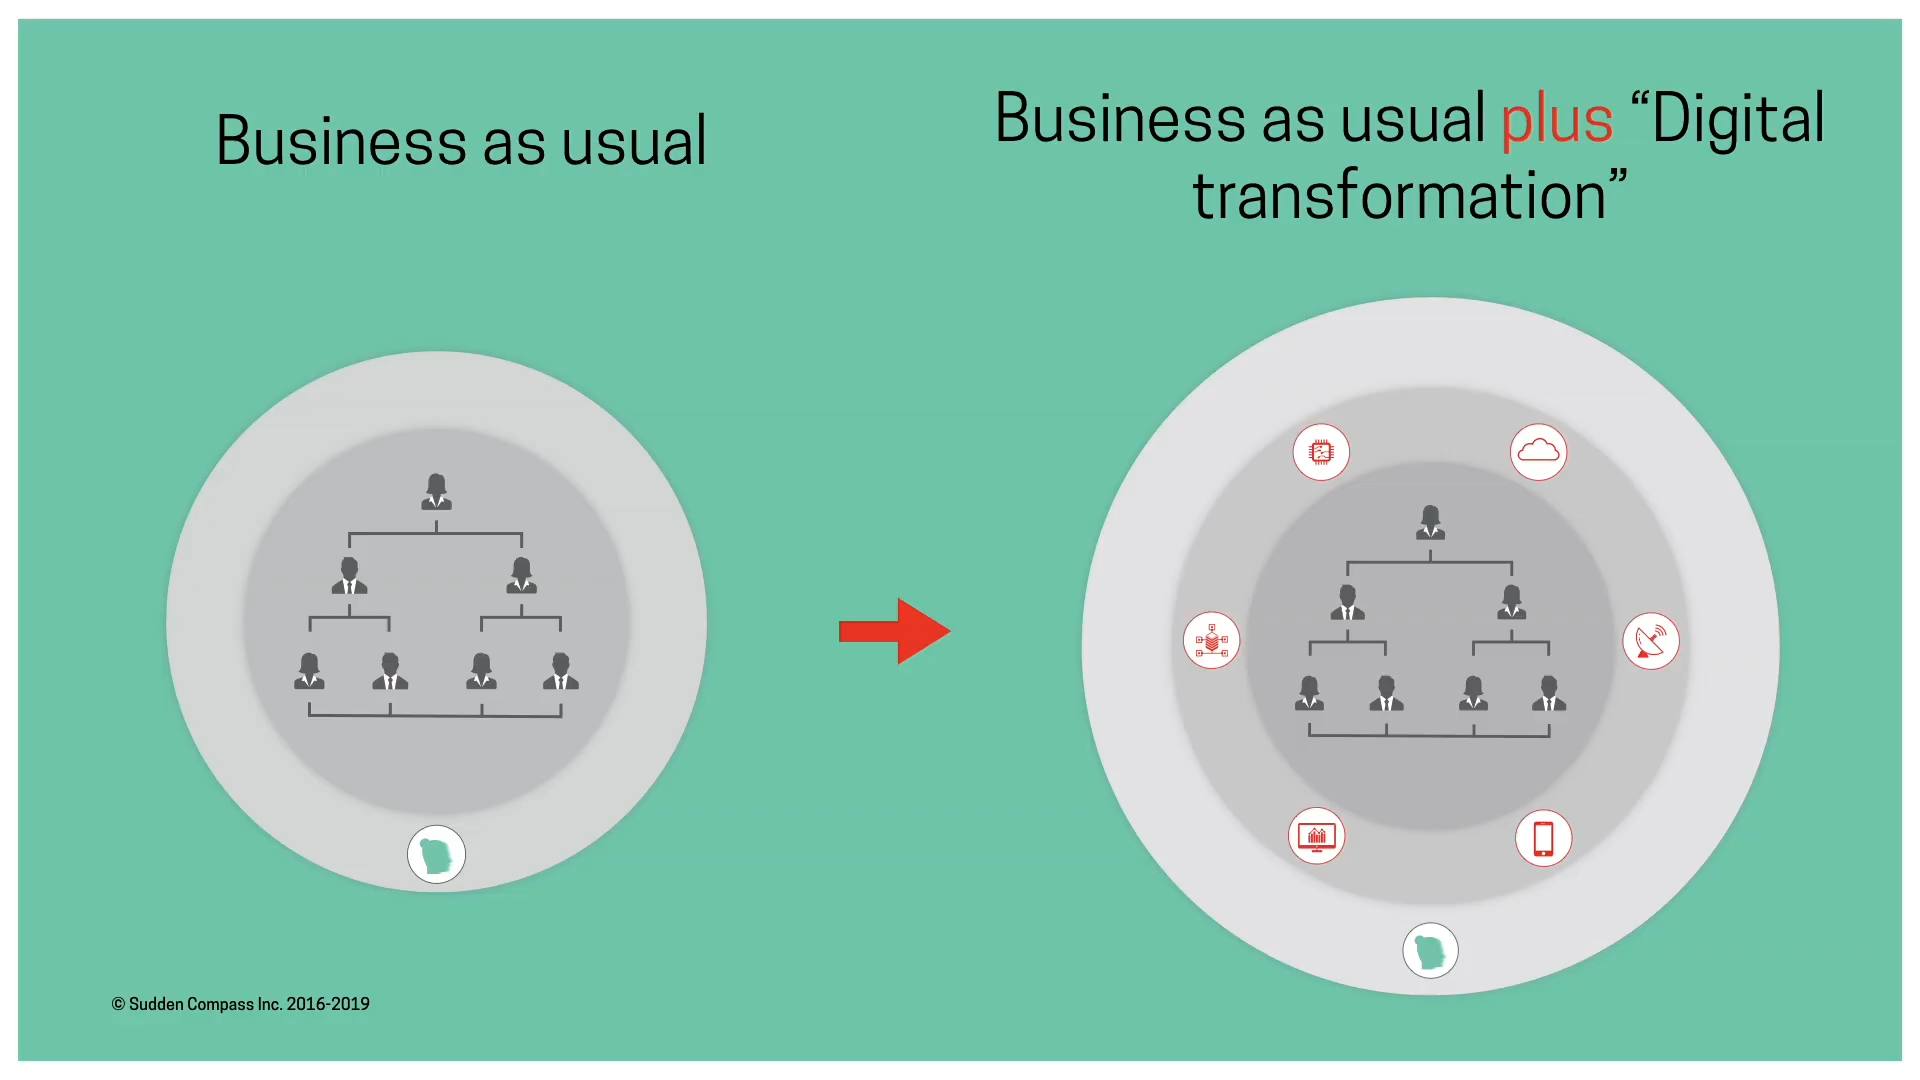 Business as usual
Business as usual plus “Digital
transformation”
© Sudden Compass Inc. 2016-2019